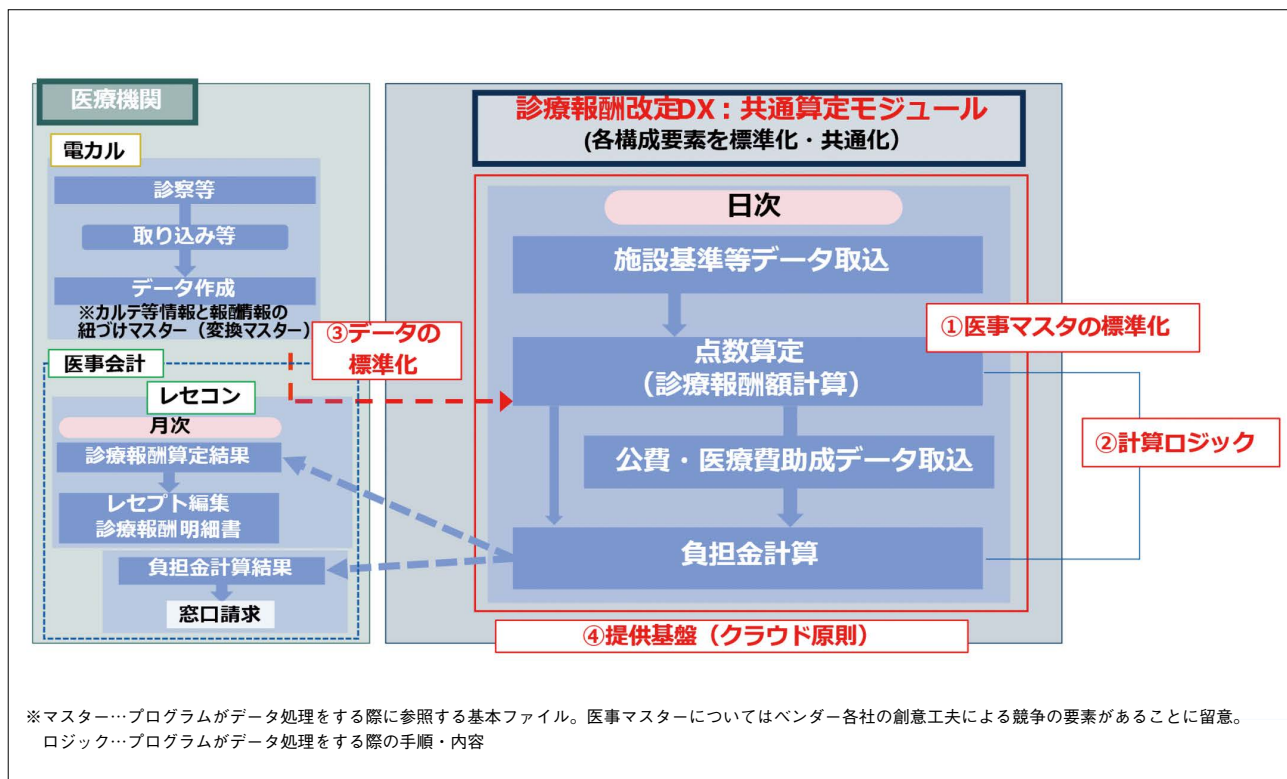 医療機関
電カル
診察等
取り込み等
データ作成
※カルテ等情報と報酬情報の
紐づけマスター（変換マスター）
医事会計
レセコン
月次
診療報酬算定結果
レセプト編集
診療報酬明細書
負担金計算結果
窓口請求
③データの
標準化
診療報酬改定DX：共通算定モジュール
(各構成要素を標準化・共通化）
日次
施設基準等データ取込
点数算定
（診療報酬額計算）
公費・医療費助成データ取込
負担金計算
①医事マスタの標準化
②計算ロジック
④提供基盤（クラウド原則）
※マスター…プログラムがデータ処理をする際に参照する基本ファイル。医事マスターについてはベンダー各社の創意工夫による競争の要素があることに留意。
ロジック…プログラムがデータ処理をする際の手順・内容